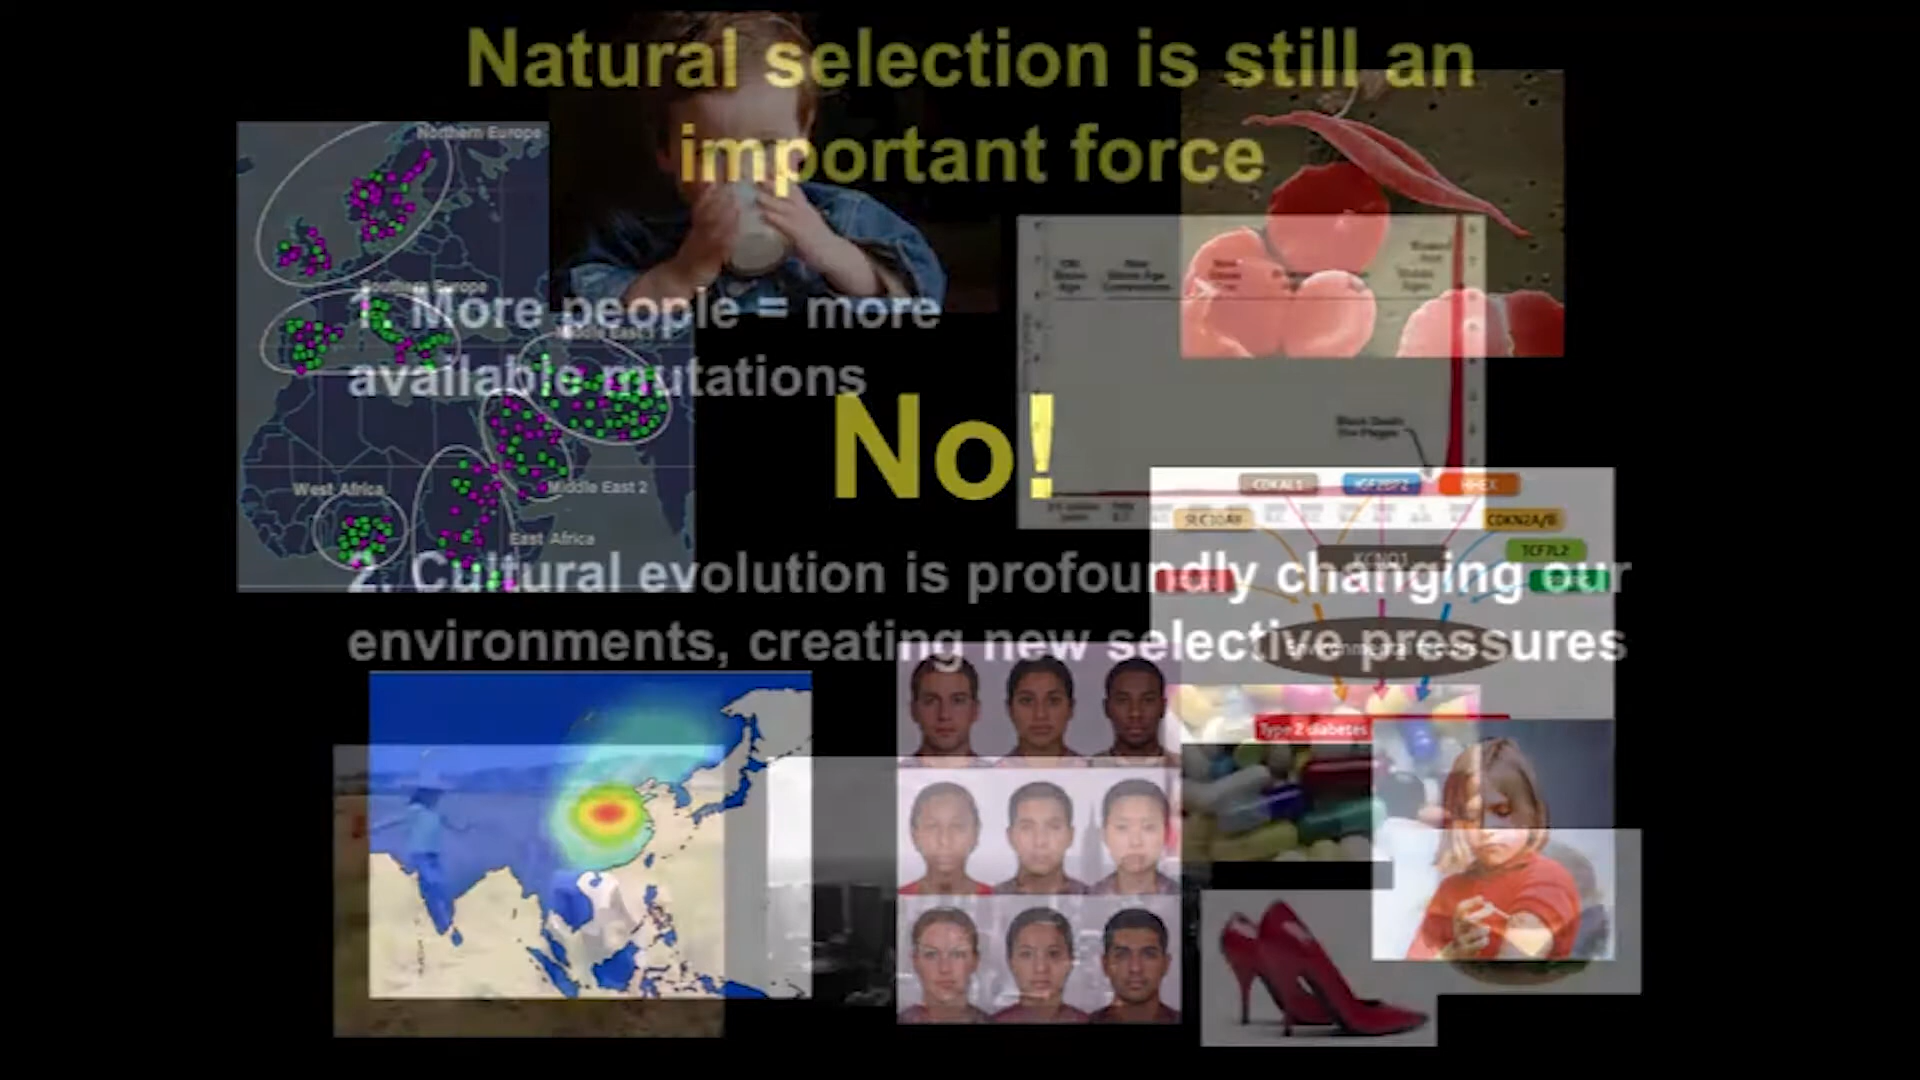 Natural selection is still an
important force
Northern Europe
Southern Europe
1. More people = more
available mutations
No!
West Africa
Middle East 2
East Africa
CDKAL1
IGF2BP2
HHEX
CDKN2A/B
TCF7L2
KCNQ1
2. Cultural evolution is profoundly changing our
environments, creating new selective pressures
Type 2 diabetes